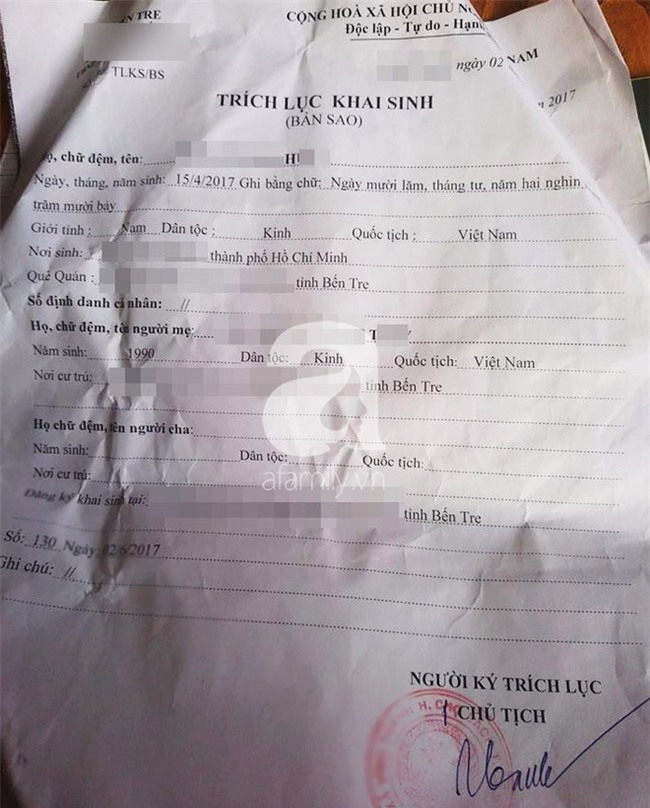 ẾN TRE
CỘNG HOÀ XÃ HỘI CHỦ
Độc lập - Tự do - Hạn
TLKS/BS
ngày 02 NAM
2017
TRÍCH LỤC KHAI SINH
(BẢN SAO)
Họ, chữ đệm, tên: H
Ngày, tháng, năm sinh: 15/4/2017 Ghi bằng chữ: Ngày mười lăm, tháng tư, năm hai nghìn
trăm mười bảy
Giới tính : Nam Dân tộc : Kinh Quốc tịch : Việt Nam
Nơi sinh: thành phố Hồ Chí Minh
Quê Quán : tỉnh Bến Tre
Số định danh cá nhân: //
Họ, chữ đệm, tên người mẹ: T
Năm sinh: 1990 Dân tộc: Kinh Quốc tịch: Việt Nam
Nơi cư trú: tỉnh Bến Tre
Họ chữ đệm, tên người cha:
Năm sinh: Dân tộc: Quốc tịch:
afamily.vn
Nơi cư trú:
Đăng ký khai sinh tại: tỉnh Bến Tre
Số: 130 Ngày: 02/6/2017
Ghi chú: //
NGƯỜI KÝ TRÍCH LỤC
CHỦ TỊCH